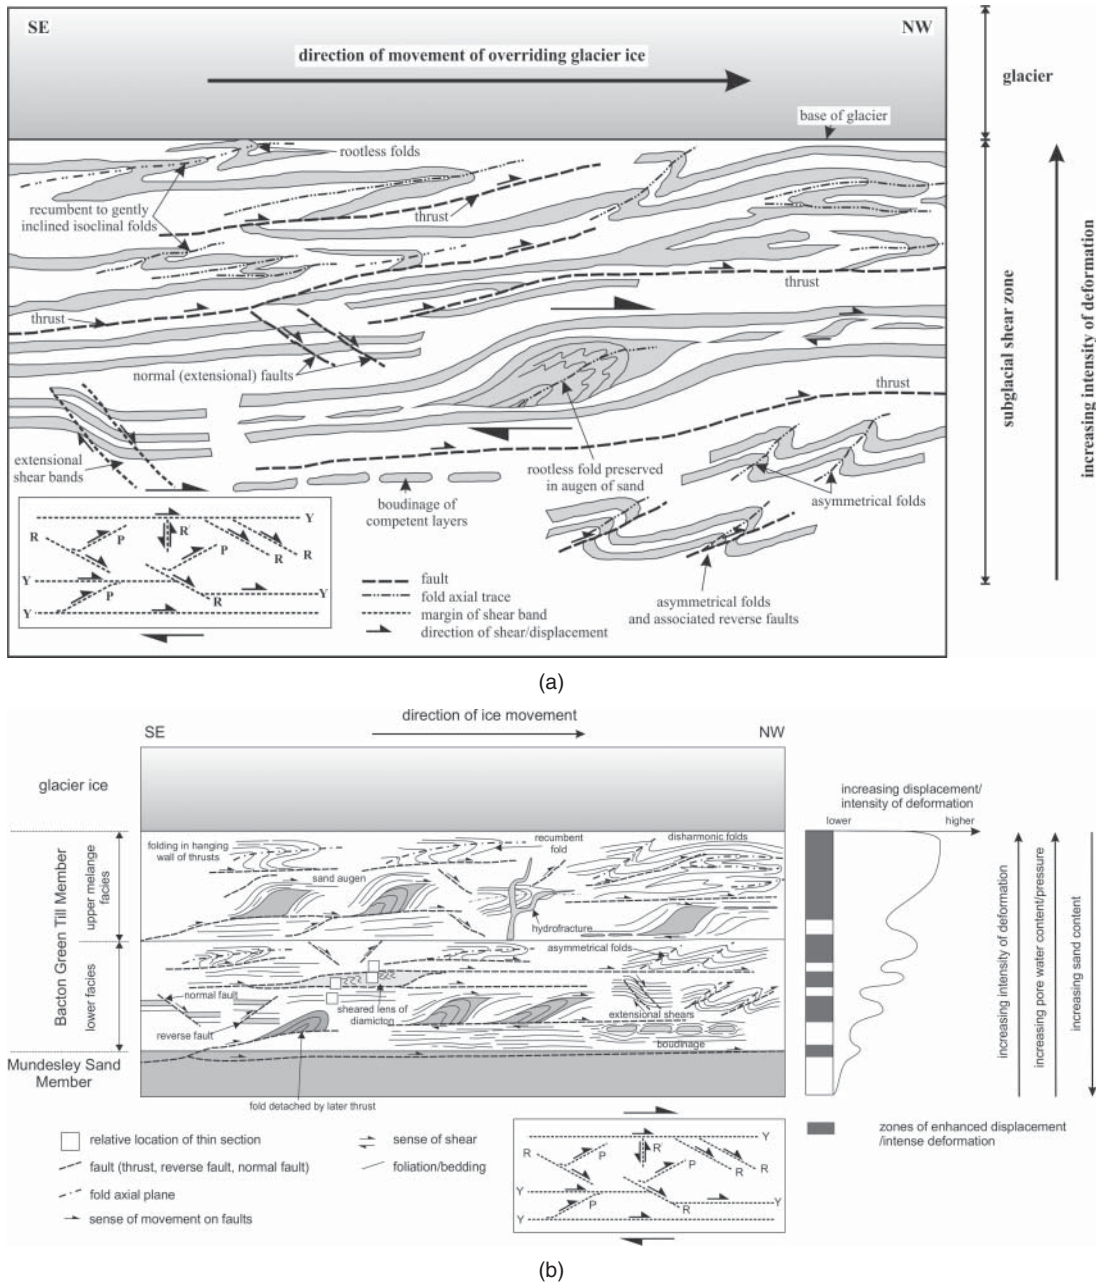 SE
NW
direction of movement of overriding glacier ice
base of glacier
glacier
rootless folds
recumbent to gently
inclined isoclinal folds
thrust
thrust
thrust
normal (extensional) faults
thrust
subglacial shear zone
increasing intensity of deformation
extensional
shear bands
rootless fold preserved
in augen of sand
asymmetrical folds
boudinage of
competent layers
Y
R
P
R'
R
R
Y
P
R
Y
Y
Y
fault
fold axial trace
margin of shear band
direction of shear/displacement
asymmetrical folds
and associated reverse faults
(a)
direction of ice movement
SE
NW
glacier ice
increasing displacement/
intensity of deformation
lower
higher
Bacton Green Till Member
upper melange
facies
lower facies
folding in hanging
wall of thrusts
recumbent
fold
disharmonic folds
sand augen
hydrofracture
asymmetrical folds
normal fault
sheared lens of
diamicton
extensional shears
reverse fault
boudinage
Mundesley Sand
Member
fold detached by later thrust
increasing intensity of deformation
increasing pore water content/pressure
increasing sand content
relative location of thin section
fault (thrust, reverse fault, normal fault)
fold axial plane
sense of movement on faults
sense of shear
foliation/bedding
Y
R
P
R'
P
R
R
Y
P
R
Y
Y
zones of enhanced displacement
/intense deformation
(b)